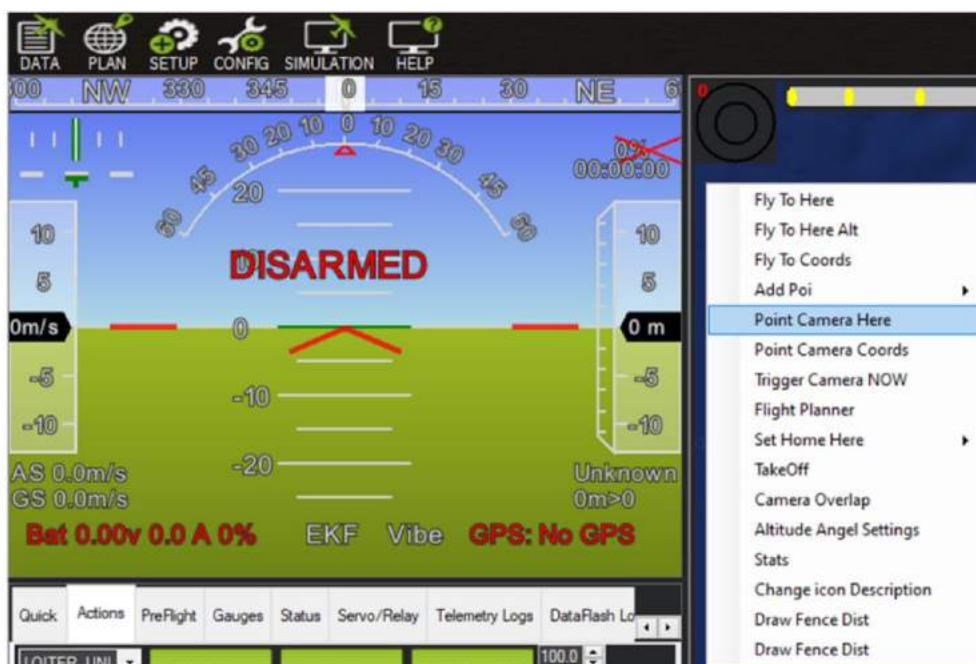 DATA PLAN SETUP CONFIG SIMULATION HELP
300 NW 330 345 0 15 30 NE 6
0
60 45 30 20 10 0 10 20 30 45 60
0%
00:00:00
20
10 10
DISARMED
5 5
0m/s 0 0 m
-5 -5
-10
-10 -10
-20
AS 0.0m/s Unknown
GS 0.0m/s 0m>0
Bat 0.00v 0.0 A 0% EKF Vibe GPS: No GPS
Quick Actions PreFlight Gauges Status Servo/Relay Telemetry Logs DataFlash Lo
LOITER_UNL 100.0
Fly To Here
Fly To Here Alt
Fly To Coords
Add Poi
Point Camera Here
Point Camera Coords
Trigger Camera NOW
Flight Planner
Set Home Here
TakeOff
Camera Overlap
Altitude Angel Settings
Stats
Change icon Description
Draw Fence Dist
Draw Fence Dist